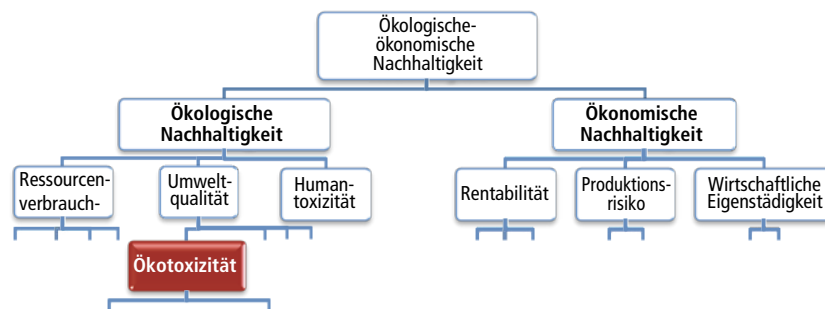 Ökologische-
ökonomische
Nachhaltigkeit
Ökologische
Nachhaltigkeit
Ökonomische
Nachhaltigkeit
Ressourcen-
verbrauch-
Umwelt-
qualität
Human-
toxizität
Rentabilität
Produktions-
risiko
Wirtschaftliche
Eigenstädigkeit
Ökotoxizität